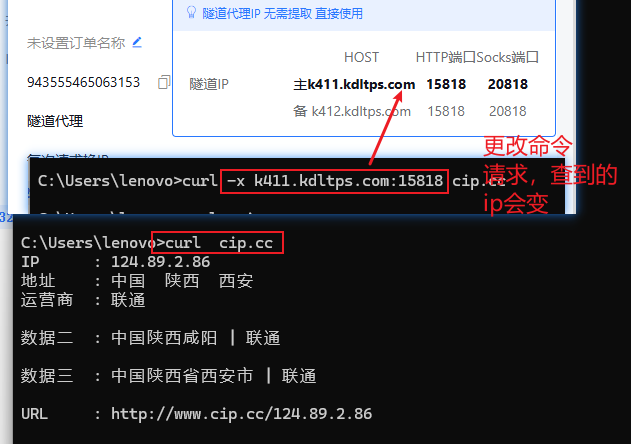 隧道代理IP 无需提取 直接使用
未设置订单名称
HOST HTTP端口 Socks端口
943555465063153
隧道IP 主k411.kdltps.com 15818 20818
备 k412.kdltps.com 15818 20818
隧道代理
更改命令
请求，查到的
ip会变
C:\Users\lenovo>curl -x k411.kdltps.com:15818 cip.cc
C:\Users\lenovo>curl  cip.cc
IP : 124.89.2.86
地址 : 中国 陕西 西安
运营商 : 联通
数据二 : 中国陕西咸阳 | 联通
数据三 : 中国陕西省西安市 | 联通
URL : http://www.cip.cc/124.89.2.86